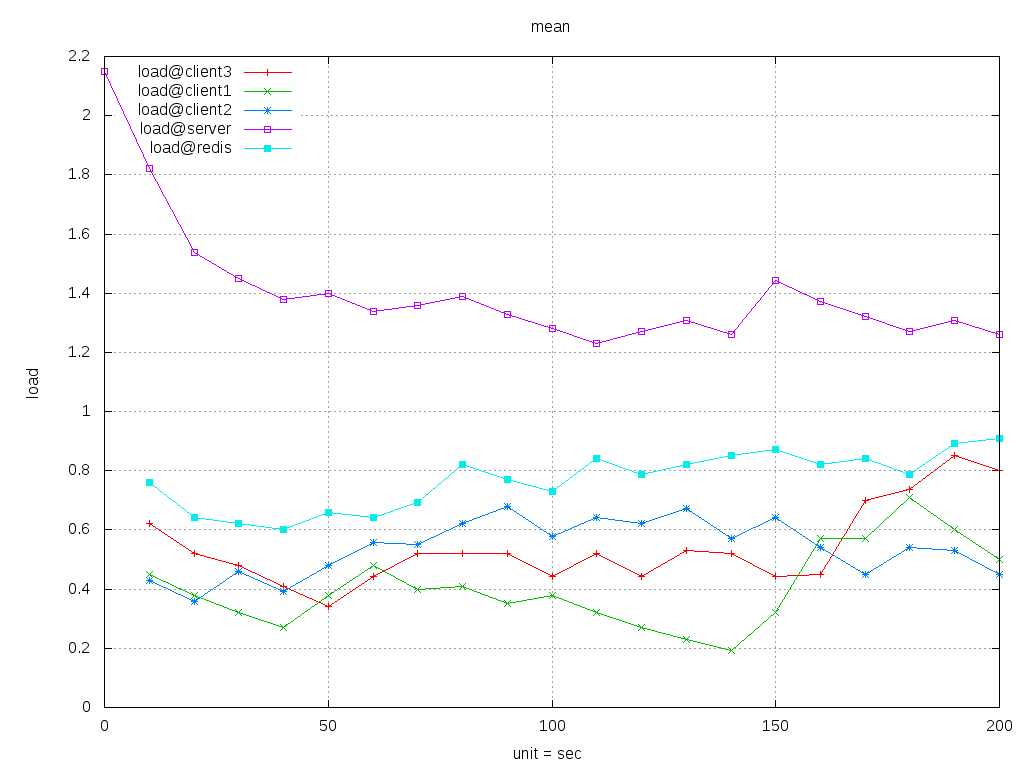 mean
2.2
2
1.8
1.6
1.4
1.2
1
0.8
0.6
0.4
0.2
0
load
load@client3
load@client1
load@client2
load@server
load@redis
0 50 100 150 200
unit = sec